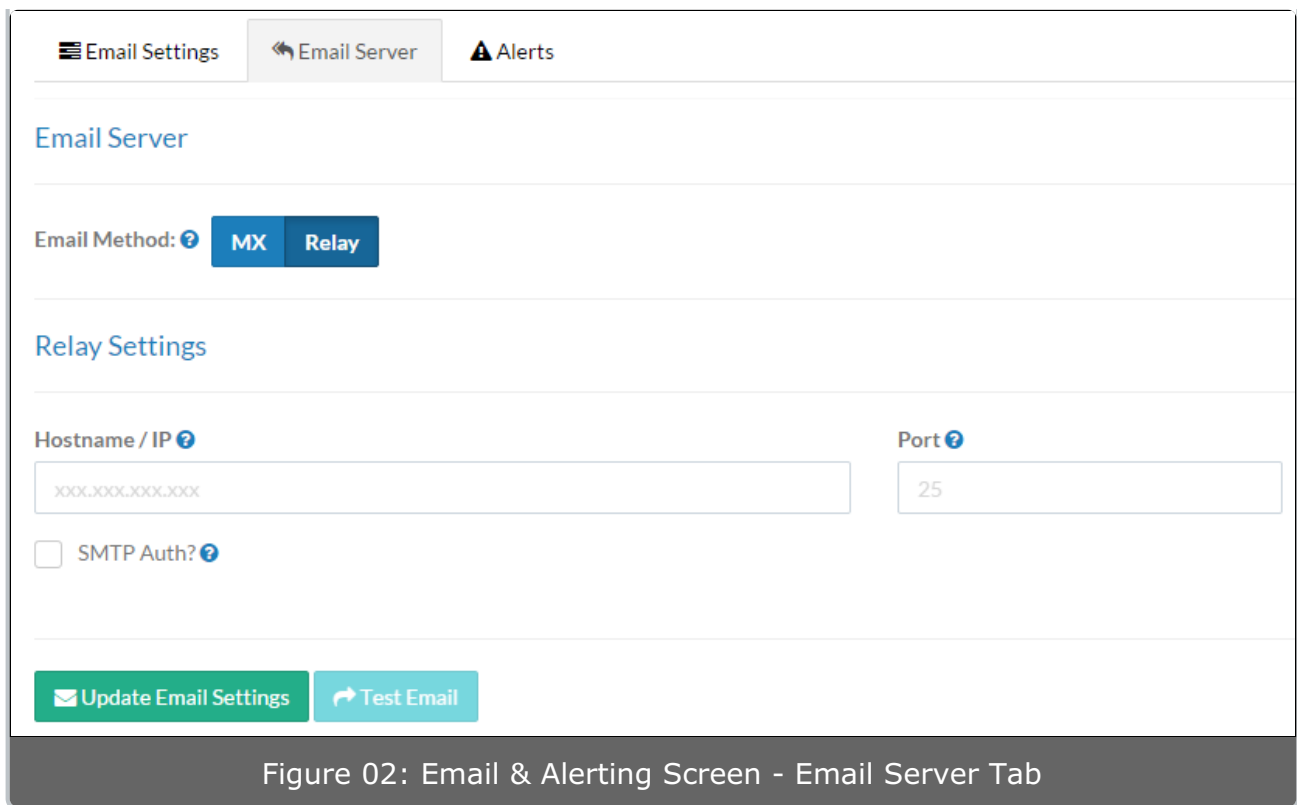 Email Settings Email Server Alerts
Email Server
Email Method: MX Relay
Relay Settings
Hostname / IP Port
xxx.xxx.xxx.xxx 25
SMTP Auth?
Update Email Settings Test Email
Figure 02: Email & Alerting Screen - Email Server Tab